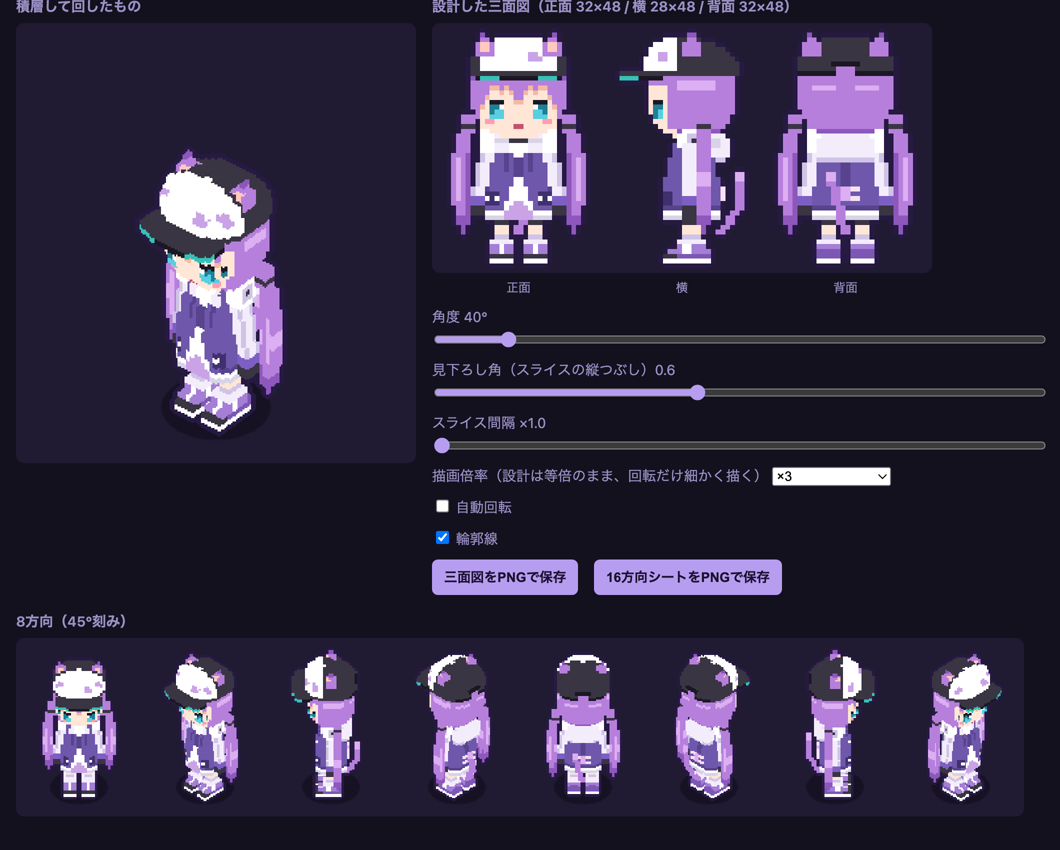 積層して回したもの
設計した三面図（正面 32×48 / 横 28×48 / 背面 32×48）
正面
横
背面
角度 40°
見下ろし角（スライスの縦つぶし）0.6
スライス間隔 ×1.0
描画倍率（設計は等倍のまま、回転だけ細かく描く）
×3
自動回転
輪郭線
三面図をPNGで保存
16方向シートをPNGで保存
8方向（45°刻み）